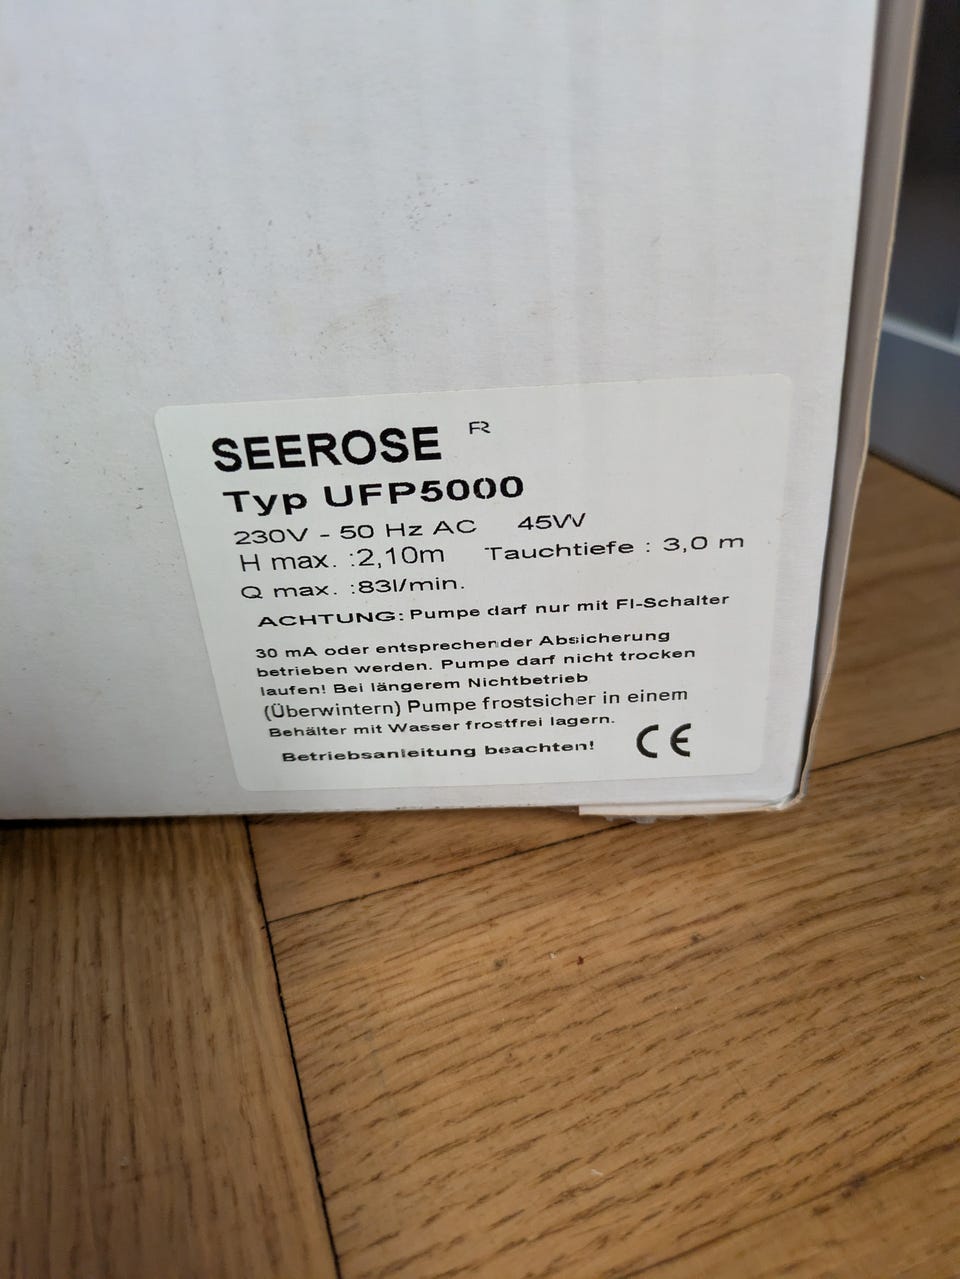 SEEROSE FR
Typ UFP5000
230V - 50 Hz AC 45W
H max. :2,10m Tauchtiefe : 3,0 m
Q max. :83l/min.
ACHTUNG: Pumpe darf nur mit FI-Schalter
30 mA oder entsprechender Absicherung
betrieben werden. Pumpe darf nicht trocken
laufen! Bei längerem Nichtbetrieb
(Überwintern) Pumpe frostsicher in einem
Behälter mit Wasser frostfrei lagern.
Betriebsanleitung beachten! CE